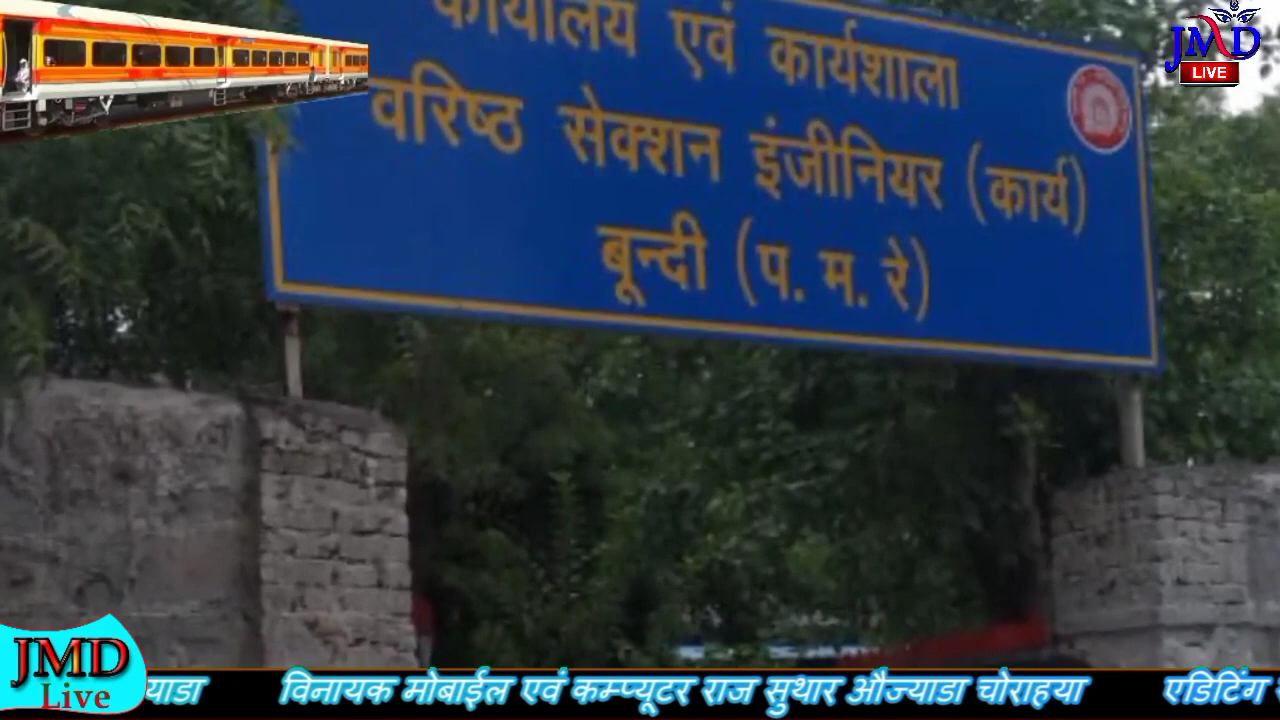 कार्यालय एवं कार्यशाला
वरिष्ठ सेक्शन इंजीनियर (कार्य)
बून्दी (प. म. रे)
JMD
LIVE
JMD
Live
याडा विनायक मोबाईल एवं कम्प्यूटर राज सुथार औज्याडा चोराहया एडिटिंग